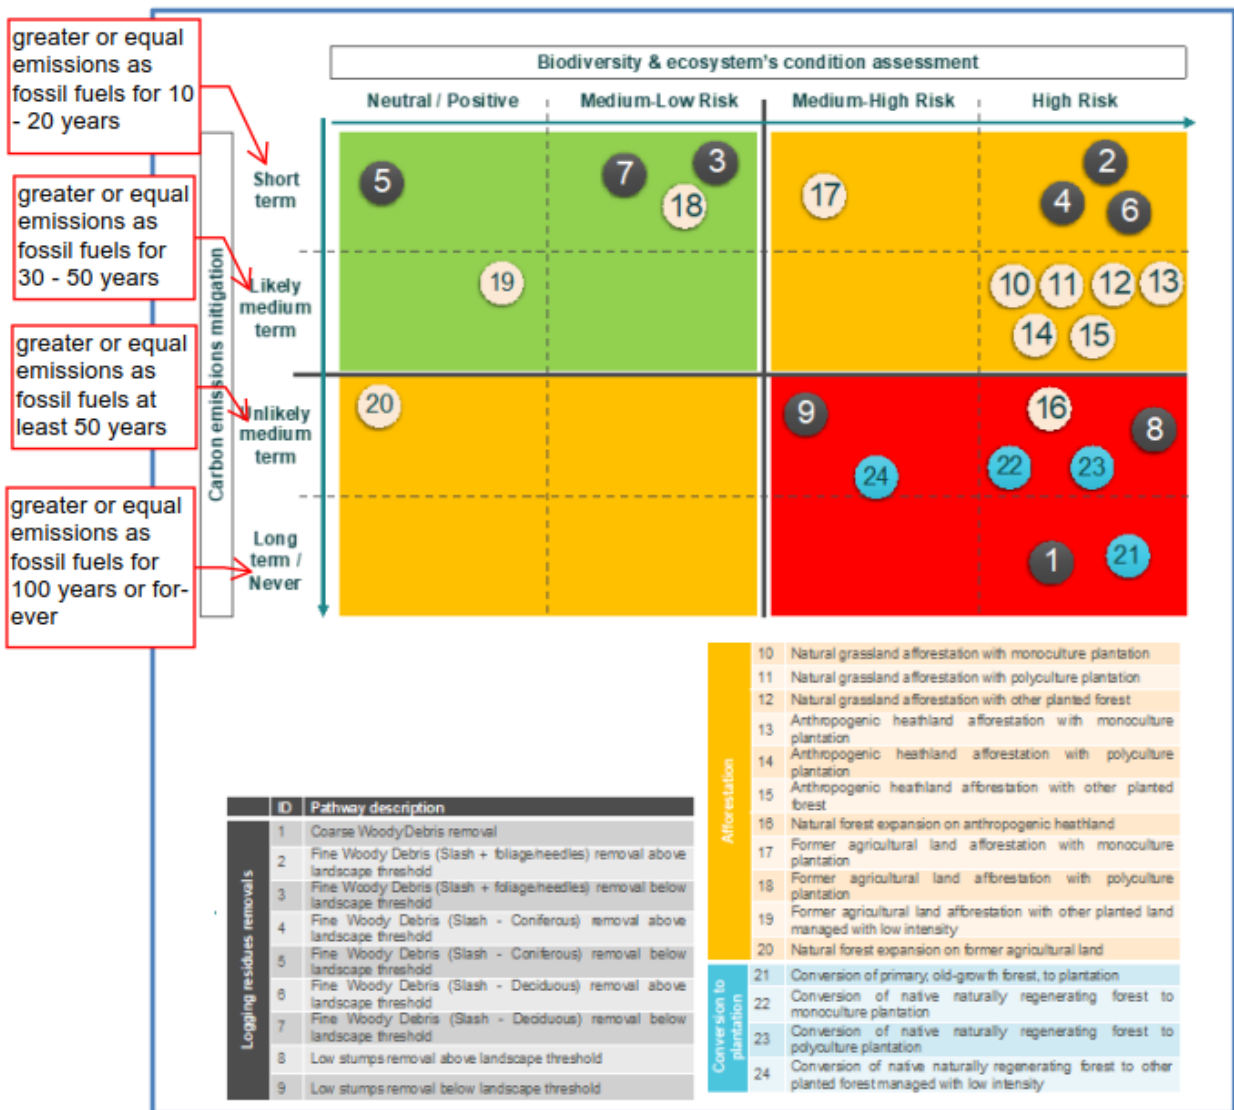 greater or equal
emissions as
fossil fuels for 10
- 20 years
greater or equal
emissions as
fossil fuels for
30 - 50 years
greater or equal
emissions as
fossil fuels at
least 50 years
greater or equal
emissions as
fossil fuels for
100 years or for-
ever
Biodiversity & ecosystem's condition assessment
Neutral / Positive
Medium-Low Risk
Medium-High Risk
High Risk
Carbon emissions mitigation
Short
term
Likely
medium
term
Unlikely
medium
term
Long
term /
Never
5
7
3
18
17
2
4
6
19
10
11
12
13
14
15
20
9
24
16
8
22
23
1
21
ID Pathway description
Logging residues removals
1 Coarse Woody Debris removal
2 Fine Woody Debris (Slash + foliage/needles) removal above
landscape threshold
3 Fine Woody Debris (Slash + foliage/needles) removal below
landscape threshold
4 Fine Woody Debris (Slash - Coniferous) removal above
landscape threshold
5 Fine Woody Debris (Slash - Coniferous) removal below
landscape threshold
6 Fine Woody Debris (Slash - Deciduous) removal above
landscape threshold
7 Fine Woody Debris (Slash - Deciduous) removal below
landscape threshold
8 Low stumps removal above landscape threshold
9 Low stumps removal below landscape threshold
Afforestation
10 Natural grassland afforestation with monoculture plantation
11 Natural grassland afforestation with polyculture plantation
12 Natural grassland afforestation with other planted forest
13 Anthropogenic heathland afforestation with monoculture
plantation
14 Anthropogenic heathland afforestation with polyculture
plantation
15 Anthropogenic heathland afforestation with other planted
forest
16 Natural forest expansion on anthropogenic heathland
17 Former agricultural land afforestation with monoculture
plantation
18 Former agricultural land afforestation with polyculture
plantation
19 Former agricultural land afforestation with other planted land
managed with low intensity
20 Natural forest expansion on former agricultural land
Conversion to
plantation
21 Conversion of primary, old-growth forest, to plantation
22 Conversion of native naturally regenerating forest to
monoculture plantation
23 Conversion of native naturally regenerating forest to
polyculture plantation
24 Conversion of native naturally regenerating forest to other
planted forest managed with low intensity